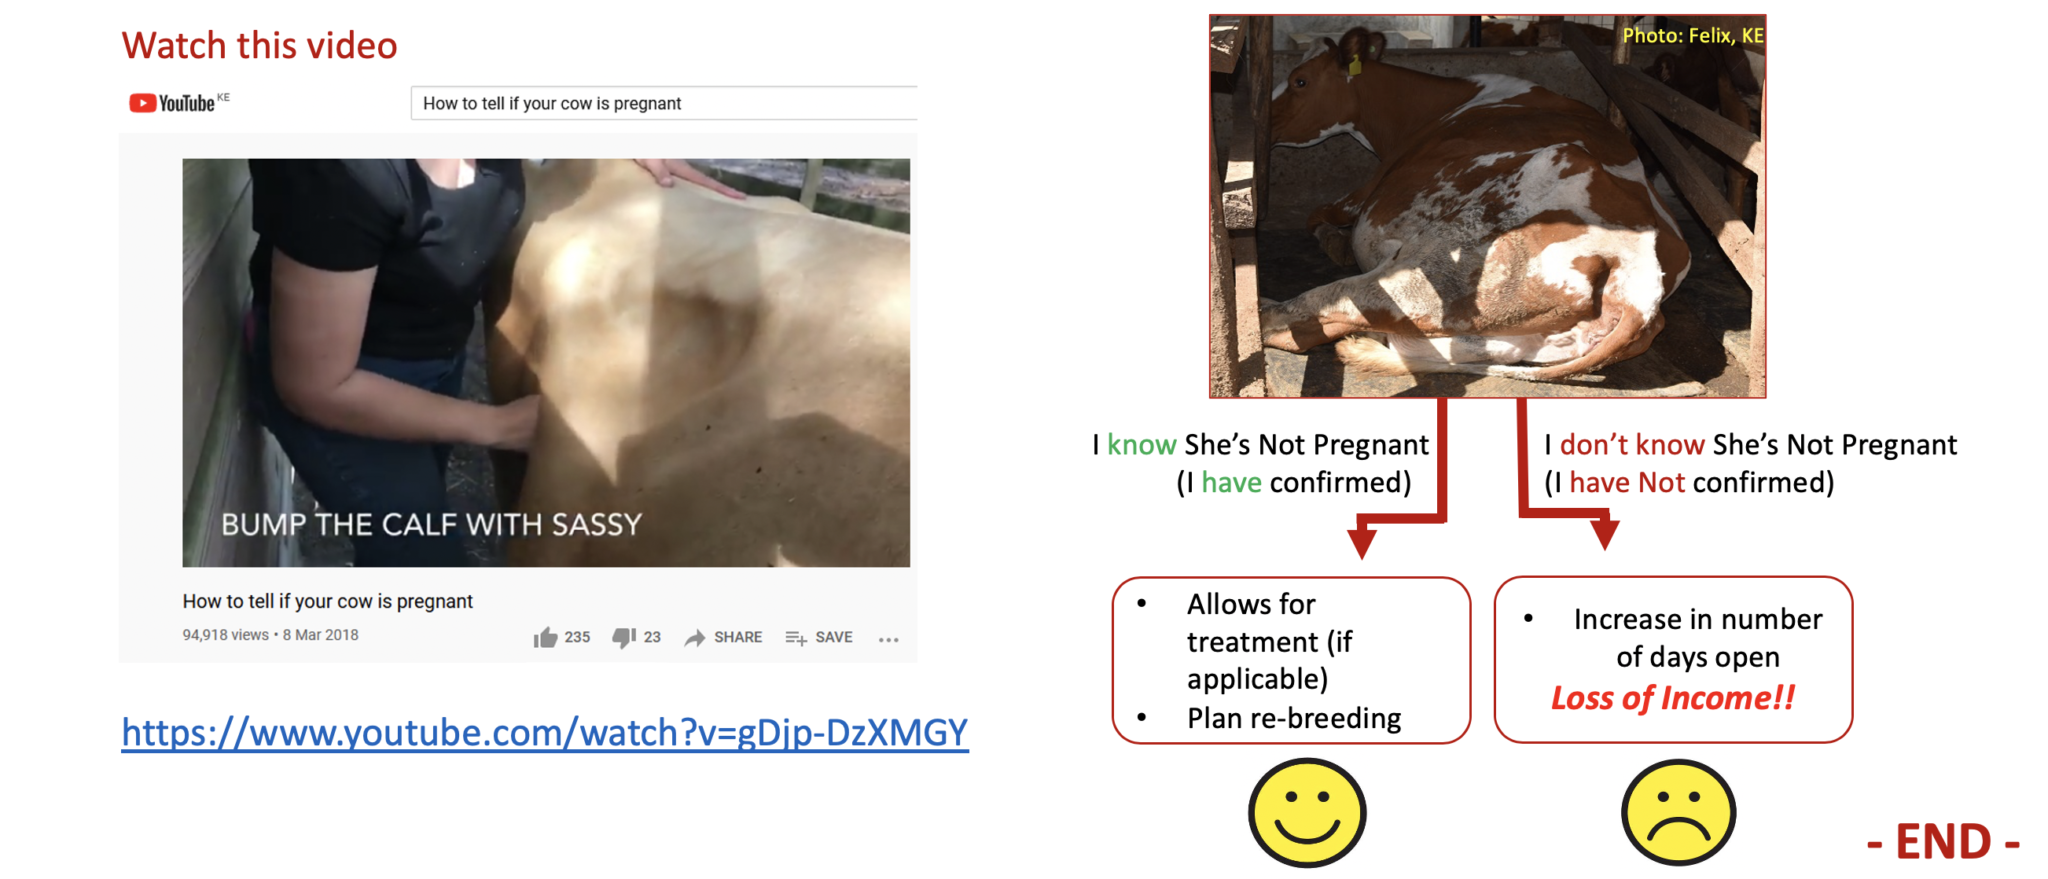 Watch this video
YouTube KE
How to tell if your cow is pregnant
BUMP THE CALF WITH SASSY
How to tell if your cow is pregnant
94,918 views • 8 Mar 2018
235
23
SHARE
SAVE
https://www.youtube.com/watch?v=gDjp-DzXMGY
Photo: Felix, KE
I know She’s Not Pregnant
(I have confirmed)
I don’t know She’s Not Pregnant
(I have Not confirmed)
• Allows for
treatment (if
applicable)
• Plan re-breeding
• Increase in number
of days open
Loss of Income!!
- END -